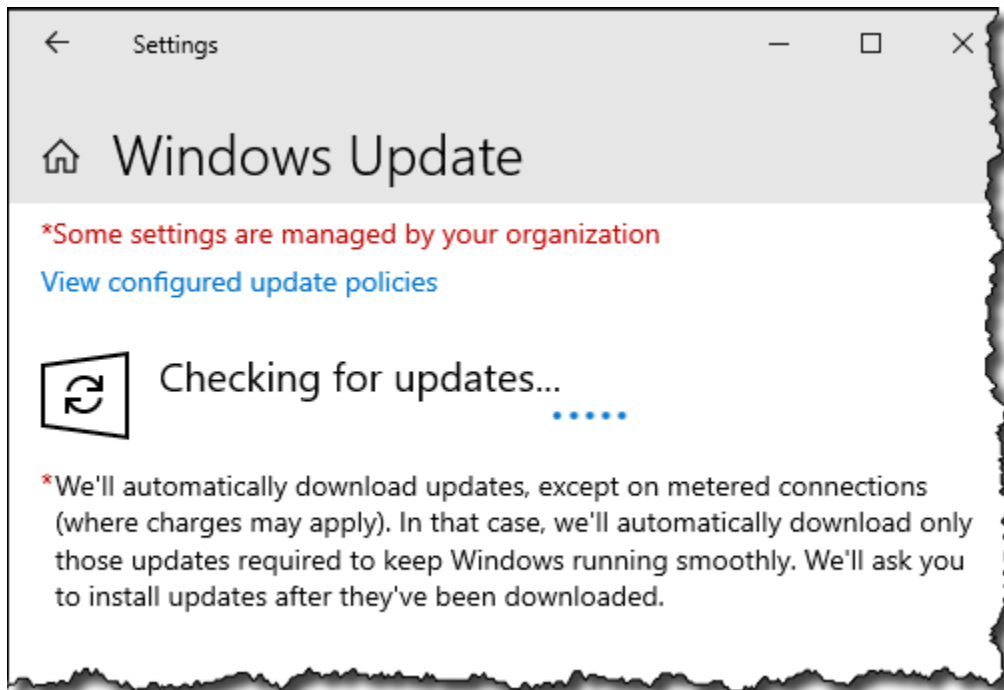 Settings
Windows Update
*Some settings are managed by your organization
View configured update policies
Checking for updates...
*We'll automatically download updates, except on metered connections
(where charges may apply). In that case, we'll automatically download only
those updates required to keep Windows running smoothly. We'll ask you
to install updates after they've been downloaded.